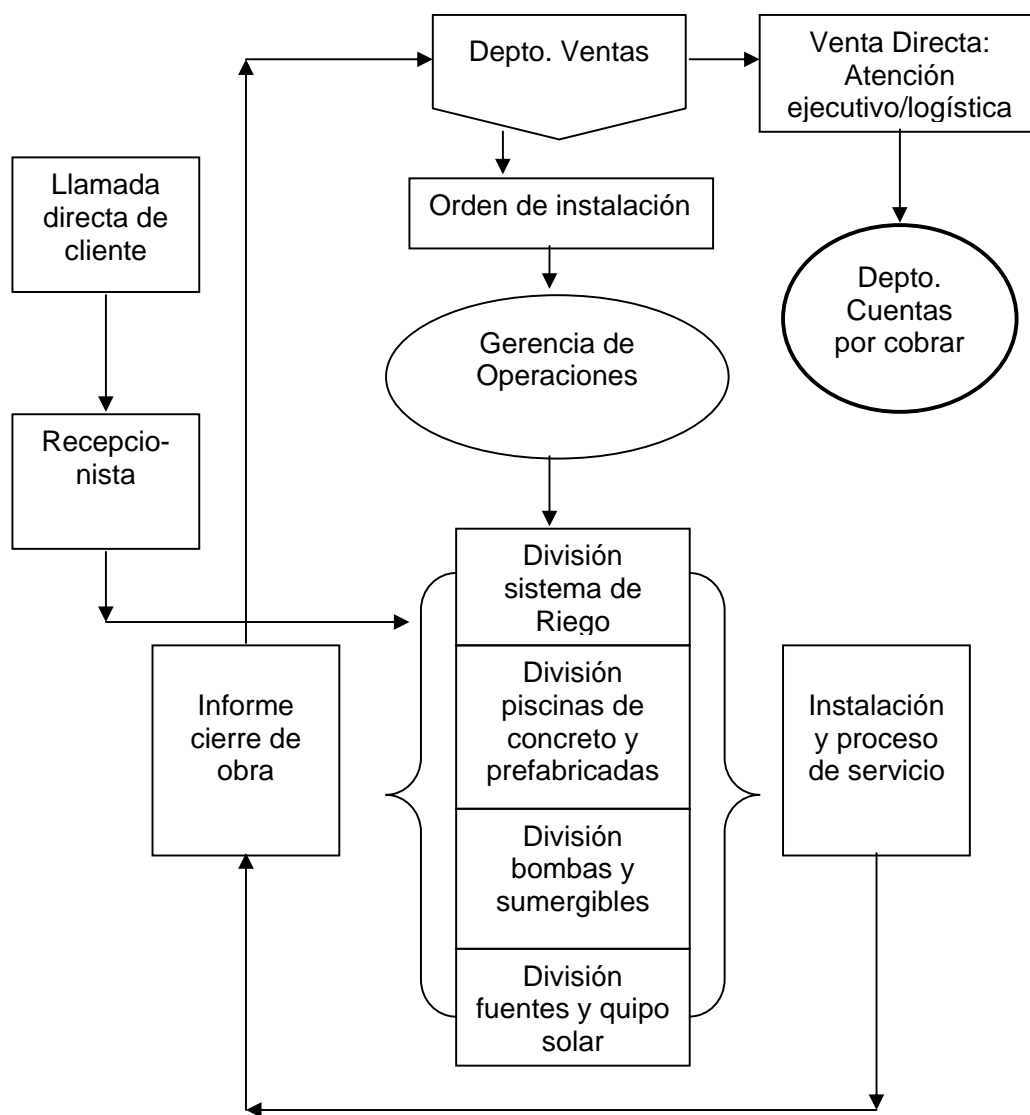 Depto. Ventas
Venta Directa:
Atención
ejecutivo/logística
Llamada
directa de
cliente
Orden de instalación
Depto.
Cuentas
por cobrar
Gerencia de
Operaciones
Recepcio-
nista
División
sistema de
Riego
Informe
cierre de
obra
División
piscinas de
concreto y
prefabricadas
Instalación
y proceso
de servicio
División
bombas y
sumergibles
División
fuentes y quipo
solar